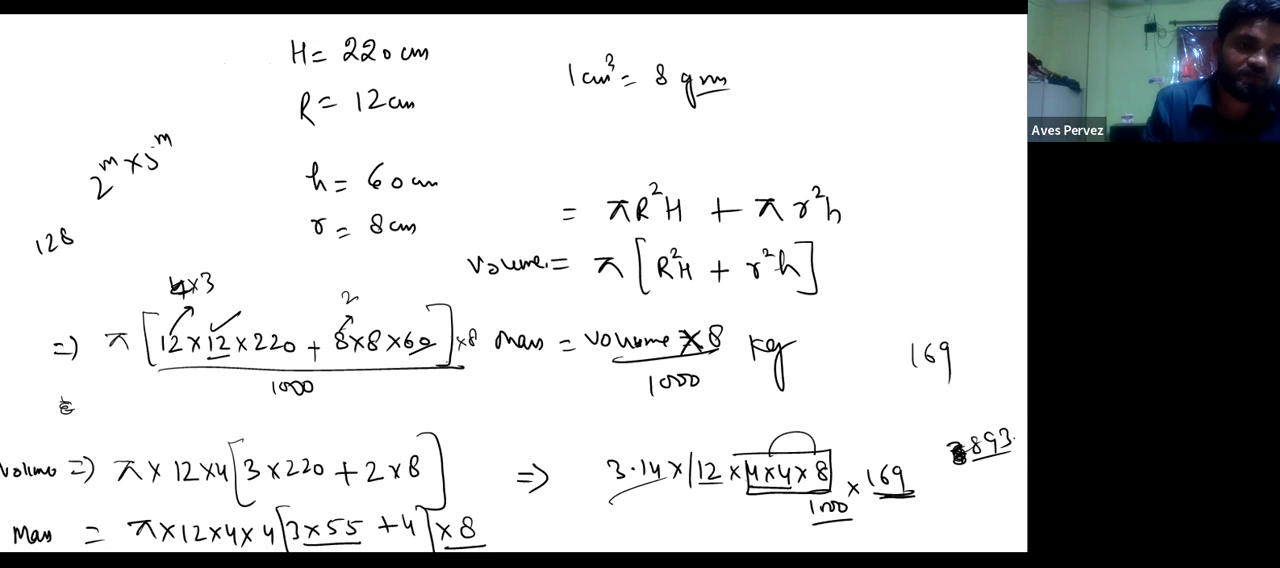 H = 220 cm
R = 12 cm
1 cm³ = 8 gm
2^m × 5^m
h = 60 cm
r = 8 cm
128
= πR²H + πr²h
Volume = π[R²H + r²h]
4×3
2
=) π[12×12×220 + 8×8×60]×8
1000
Mass = Volume × 8 Kg
1000
169
Volume =) π × 12×4[3×220 + 2×8]
=> 3.14×(12×4×4×8 × 169
1000
893.
Mass = π×12×4×4[3×55 + 4]×8
Aves Pervez